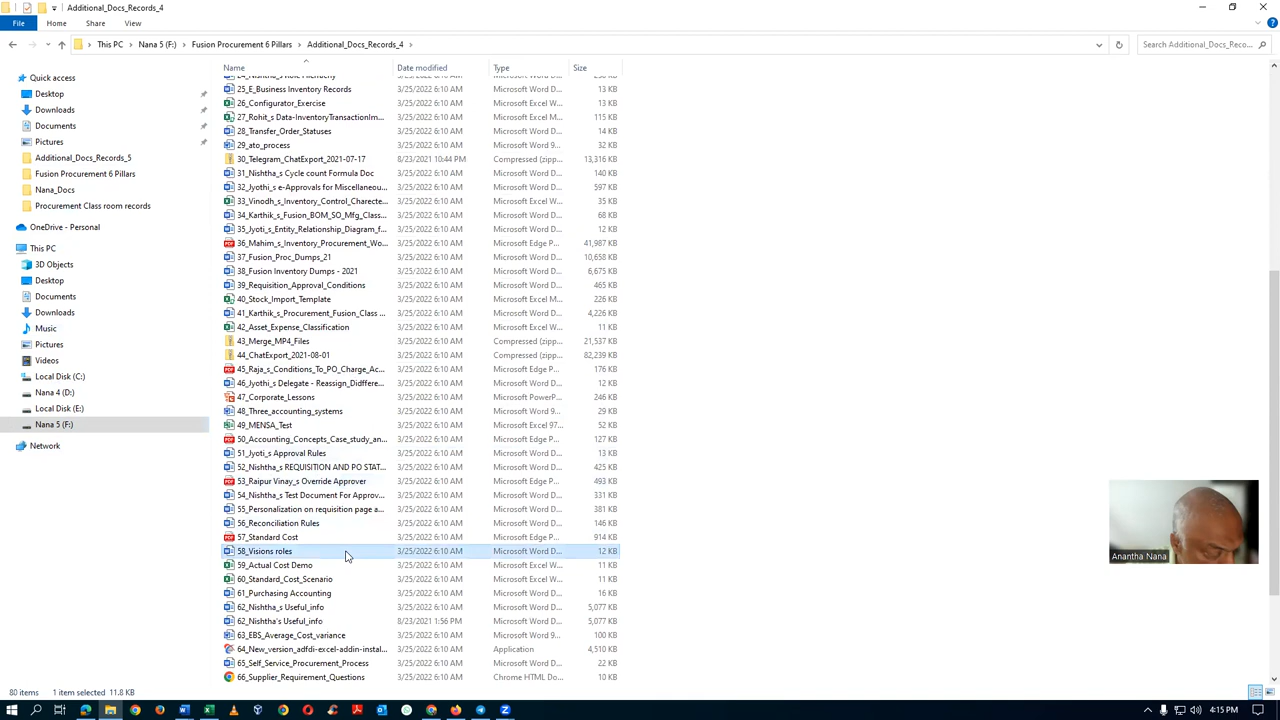 Additional_Docs_Records_4
File Home Share View
This PC Nana 5 (F:) Fusion Procurement 6 Pillars Additional_Docs_Records_4
Search Additional_Docs_Reco...
Name Date modified Type Size
Quick access
Desktop
Downloads
Documents
Pictures
Additional_Docs_Records_5
Fusion Procurement 6 Pillars
Nana_Docs
Procurement Class room records
OneDrive - Personal
This PC
3D Objects
Desktop
Documents
Downloads
Music
Pictures
Videos
Local Disk (C:)
Nana 4 (D:)
Local Disk (E:)
Nana 5 (F:)
Network
25_E_Business Inventory Records 3/25/2022 6:10 AM Microsoft Word D... 13 KB
26_Configurator_Exercise 3/25/2022 6:10 AM Microsoft Excel W... 13 KB
27_Rohit_s Data-InventoryTransactionIm... 3/25/2022 6:10 AM Microsoft Excel M... 115 KB
28_Transfer_Order_Statuses 3/25/2022 6:10 AM Microsoft Word D... 14 KB
29_ato_process 3/25/2022 6:10 AM Microsoft Word 9... 32 KB
30_Telegram_ChatExport_2021-07-17 8/23/2021 10:44 PM Compressed (zipp... 13,316 KB
31_Nishtha_s Cycle count Formula Doc 3/25/2022 6:10 AM Microsoft Word D... 140 KB
32_Jyothi_s e-Approvals for Miscellaneou... 3/25/2022 6:10 AM Microsoft Word D... 597 KB
33_Vinodh_s_Inventory_Control_Charecte... 3/25/2022 6:10 AM Microsoft Excel W... 35 KB
34_Karthik_s_Fusion_BOM_SO_Mfg_Class... 3/25/2022 6:10 AM Microsoft Word D... 68 KB
35_Jyoti_s_Entity_Relationship_Diagram_f... 3/25/2022 6:10 AM Microsoft Word D... 12 KB
36_Mahim_s_Inventory_Procurement_Wo... 3/25/2022 6:10 AM Microsoft Edge P... 41,987 KB
37_Fusion_Proc_Dumps_21 3/25/2022 6:10 AM Microsoft Word D... 10,658 KB
38_Fusion Inventory Dumps - 2021 3/25/2022 6:10 AM Microsoft Word D... 6,675 KB
39_Requisition_Approval_Conditions 3/25/2022 6:10 AM Microsoft Word D... 465 KB
40_Stock_Import_Template 3/25/2022 6:10 AM Microsoft Excel M... 226 KB
41_Karthik_s_Procurement_Fusion_Class ... 3/25/2022 6:10 AM Microsoft Word D... 4,226 KB
42_Asset_Expense_Classification 3/25/2022 6:10 AM Microsoft Excel W... 11 KB
43_Merge_MP4_Files 3/25/2022 6:10 AM Compressed (zipp... 21,537 KB
44_ChatExport_2021-08-01 3/25/2022 6:10 AM Compressed (zipp... 82,239 KB
45_Raja_s_Conditions_To_PO_Charge_Ac... 3/25/2022 6:10 AM Microsoft Edge P... 176 KB
46_Jyothi_s Delegate - Reassign_Didffere... 3/25/2022 6:10 AM Microsoft Word D... 12 KB
47_Corporate_Lessons 3/25/2022 6:10 AM Microsoft PowerP... 246 KB
48_Three_accounting_systems 3/25/2022 6:10 AM Microsoft Word D... 29 KB
49_MENSA_Test 3/25/2022 6:10 AM Microsoft Excel 97... 52 KB
50_Accounting_Concepts_Case_study_an... 3/25/2022 6:10 AM Microsoft Edge P... 127 KB
51_Jyoti_s Approval Rules 3/25/2022 6:10 AM Microsoft Word D... 13 KB
52_Nishtha_s REQUISITION AND PO STAT... 3/25/2022 6:10 AM Microsoft Word D... 425 KB
53_Raipur Vinay_s Override Approver 3/25/2022 6:10 AM Microsoft Edge P... 493 KB
54_Nishtha_s Test Document For Approv... 3/25/2022 6:10 AM Microsoft Word D... 331 KB
55_Personalization on requisition page a... 3/25/2022 6:10 AM Microsoft Word D... 381 KB
56_Reconciliation Rules 3/25/2022 6:10 AM Microsoft Word D... 146 KB
57_Standard Cost 3/25/2022 6:10 AM Microsoft Edge P... 914 KB
58_Visions roles 3/25/2022 6:10 AM Microsoft Word D... 12 KB
59_Actual Cost Demo 3/25/2022 6:10 AM Microsoft Excel W... 11 KB
60_Standard_Cost_Scenario 3/25/2022 6:10 AM Microsoft Excel W... 11 KB
61_Purchasing Accounting 3/25/2022 6:10 AM Microsoft Word D... 16 KB
62_Nishtha_s Useful_info 3/25/2022 6:10 AM Microsoft Word D... 5,077 KB
62_Nishtha's Useful_info 8/23/2021 1:56 PM Microsoft Word D... 5,077 KB
63_EBS_Average_Cost_variance 3/25/2022 6:10 AM Microsoft Word 9... 100 KB
64_New_version_adfdi-excel-addin-instal... 3/25/2022 6:10 AM Application 4,510 KB
65_Self_Service_Procurement_Process 3/25/2022 6:10 AM Microsoft Word D... 22 KB
66_Supplier_Requirement_Questions 3/25/2022 6:10 AM Chrome HTML Do... 10 KB
Anantha Nana
80 items 1 item selected 11.8 KB
4:15 PM